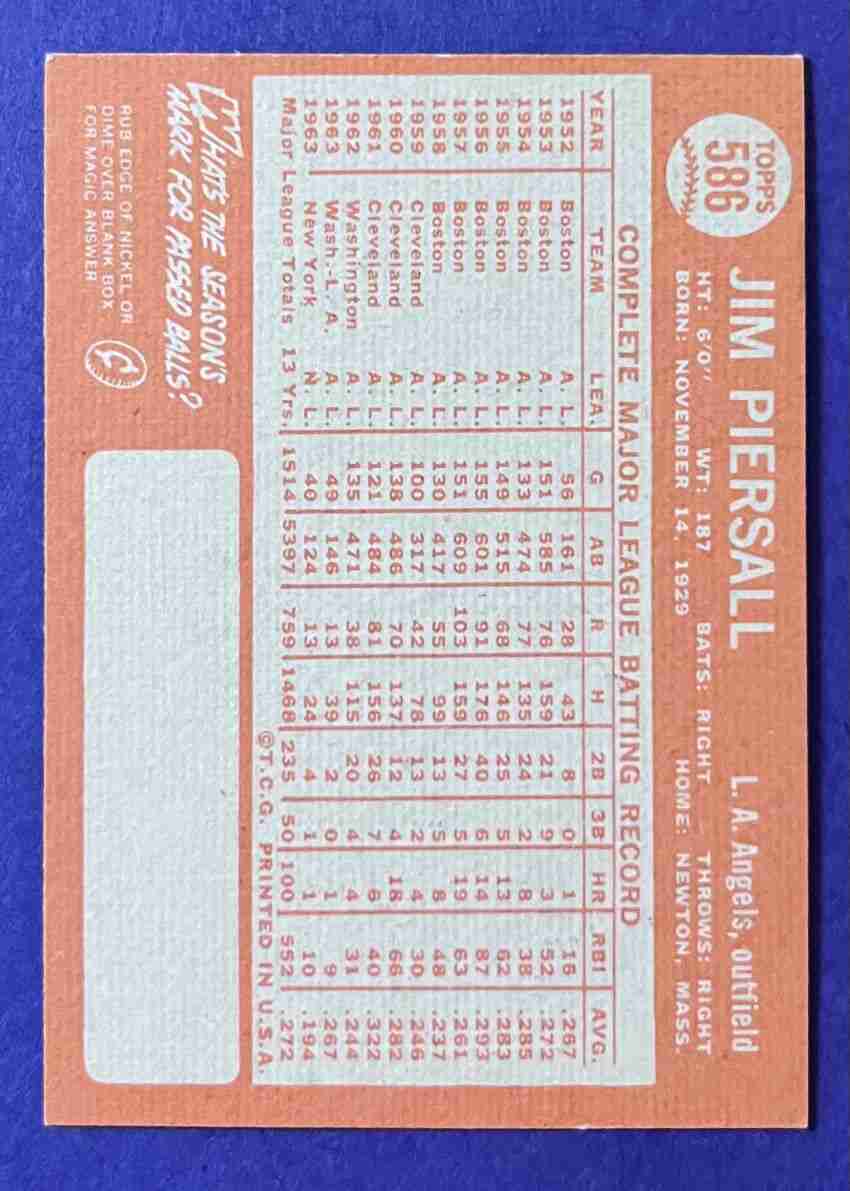 TOPPS
586
JIM PIERSALL L. A. Angels, outfield
HT: 6'0" WT: 187 BATS: RIGHT THROWS: RIGHT
BORN: NOVEMBER 14, 1929 HOME: NEWTON, MASS.
COMPLETE MAJOR LEAGUE BATTING RECORD
YEAR TEAM LEA. G AB R H 2B 3B HR RBI AVG.
1952 Boston A. L. 56 161 28 43 8 0 1 16 .267
1953 Boston A. L. 151 585 76 159 21 9 3 52 .272
1954 Boston A. L. 133 474 77 135 24 2 8 38 .285
1955 Boston A. L. 149 515 68 146 25 5 13 62 .283
1956 Boston A. L. 155 601 91 176 40 6 14 87 .293
1957 Boston A. L. 151 609 103 159 27 5 19 63 .261
1958 Boston A. L. 130 417 55 99 13 5 8 48 .237
1959 Cleveland A. L. 100 317 42 78 13 2 4 30 .246
1960 Cleveland A. L. 138 486 70 137 12 4 18 66 .282
1961 Cleveland A. L. 121 484 81 156 26 7 6 40 .322
1962 Washington A. L. 135 471 38 115 20 4 4 31 .244
1963 Wash.-L. A. A. L. 49 146 13 39 2 0 1 9 .267
1963 New York N. L. 40 124 13 24 4 1 1 10 .194
Major League Totals 13 Yrs. 1514 5397 759 1468 235 50 100 552 .272
©T.C.G. PRINTED IN U.S.A.
WHAT'S THE SEASON'S
MARK FOR PASSED BALLS?
RUB EDGE OF NICKEL OR
DIME OVER BLANK BOX
FOR MAGIC ANSWER